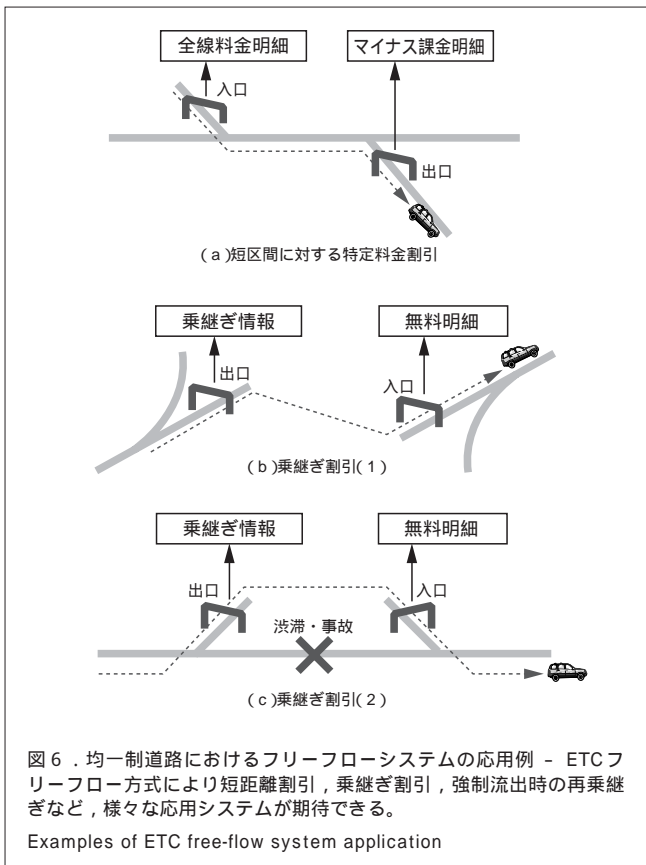 全線料金明細 マイナス課金明細
入口
出口
(a)短区間に対する特定料金割引
乗継ぎ情報 無料明細
出口 入口
(b)乗継ぎ割引(1)
乗継ぎ情報 無料明細
出口 入口
渋滞・事故
(c)乗継ぎ割引(2)
図6．均一制道路におけるフリーフローシステムの応用例 － ETCフ
リーフロー方式により短距離割引，乗継ぎ割引，強制流出時の再乗継
ぎなど，様々な応用システムが期待できる。
Examples of ETC free-flow system application